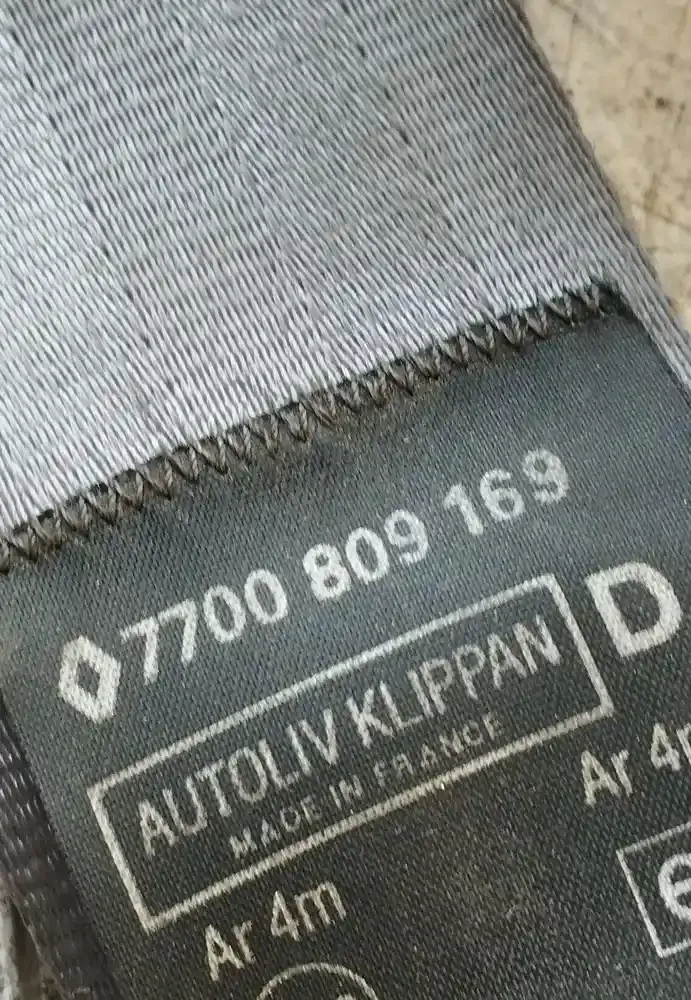 7700 809 169
D
AUTOLIV KLIPPAN
MADE IN FRANCE
Ar 4m
Ar 4m
e